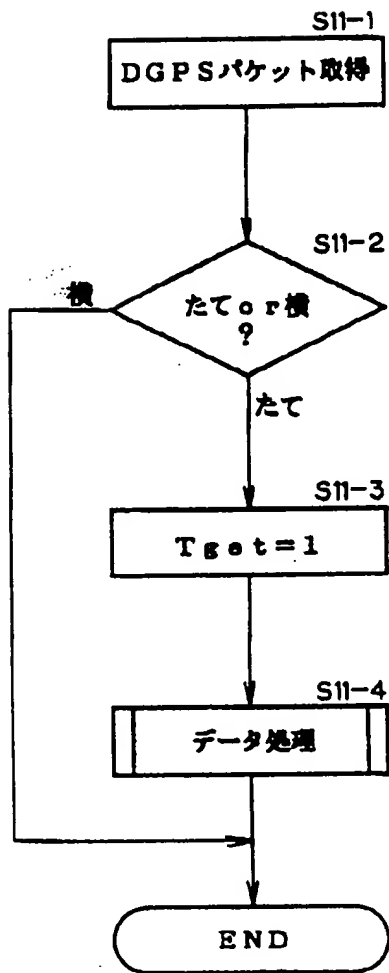 S11-1
DGPSパケット取得
S11-2
横
たてor横
?
たて
S11-3
Tget=1
S11-4
データ処理
END